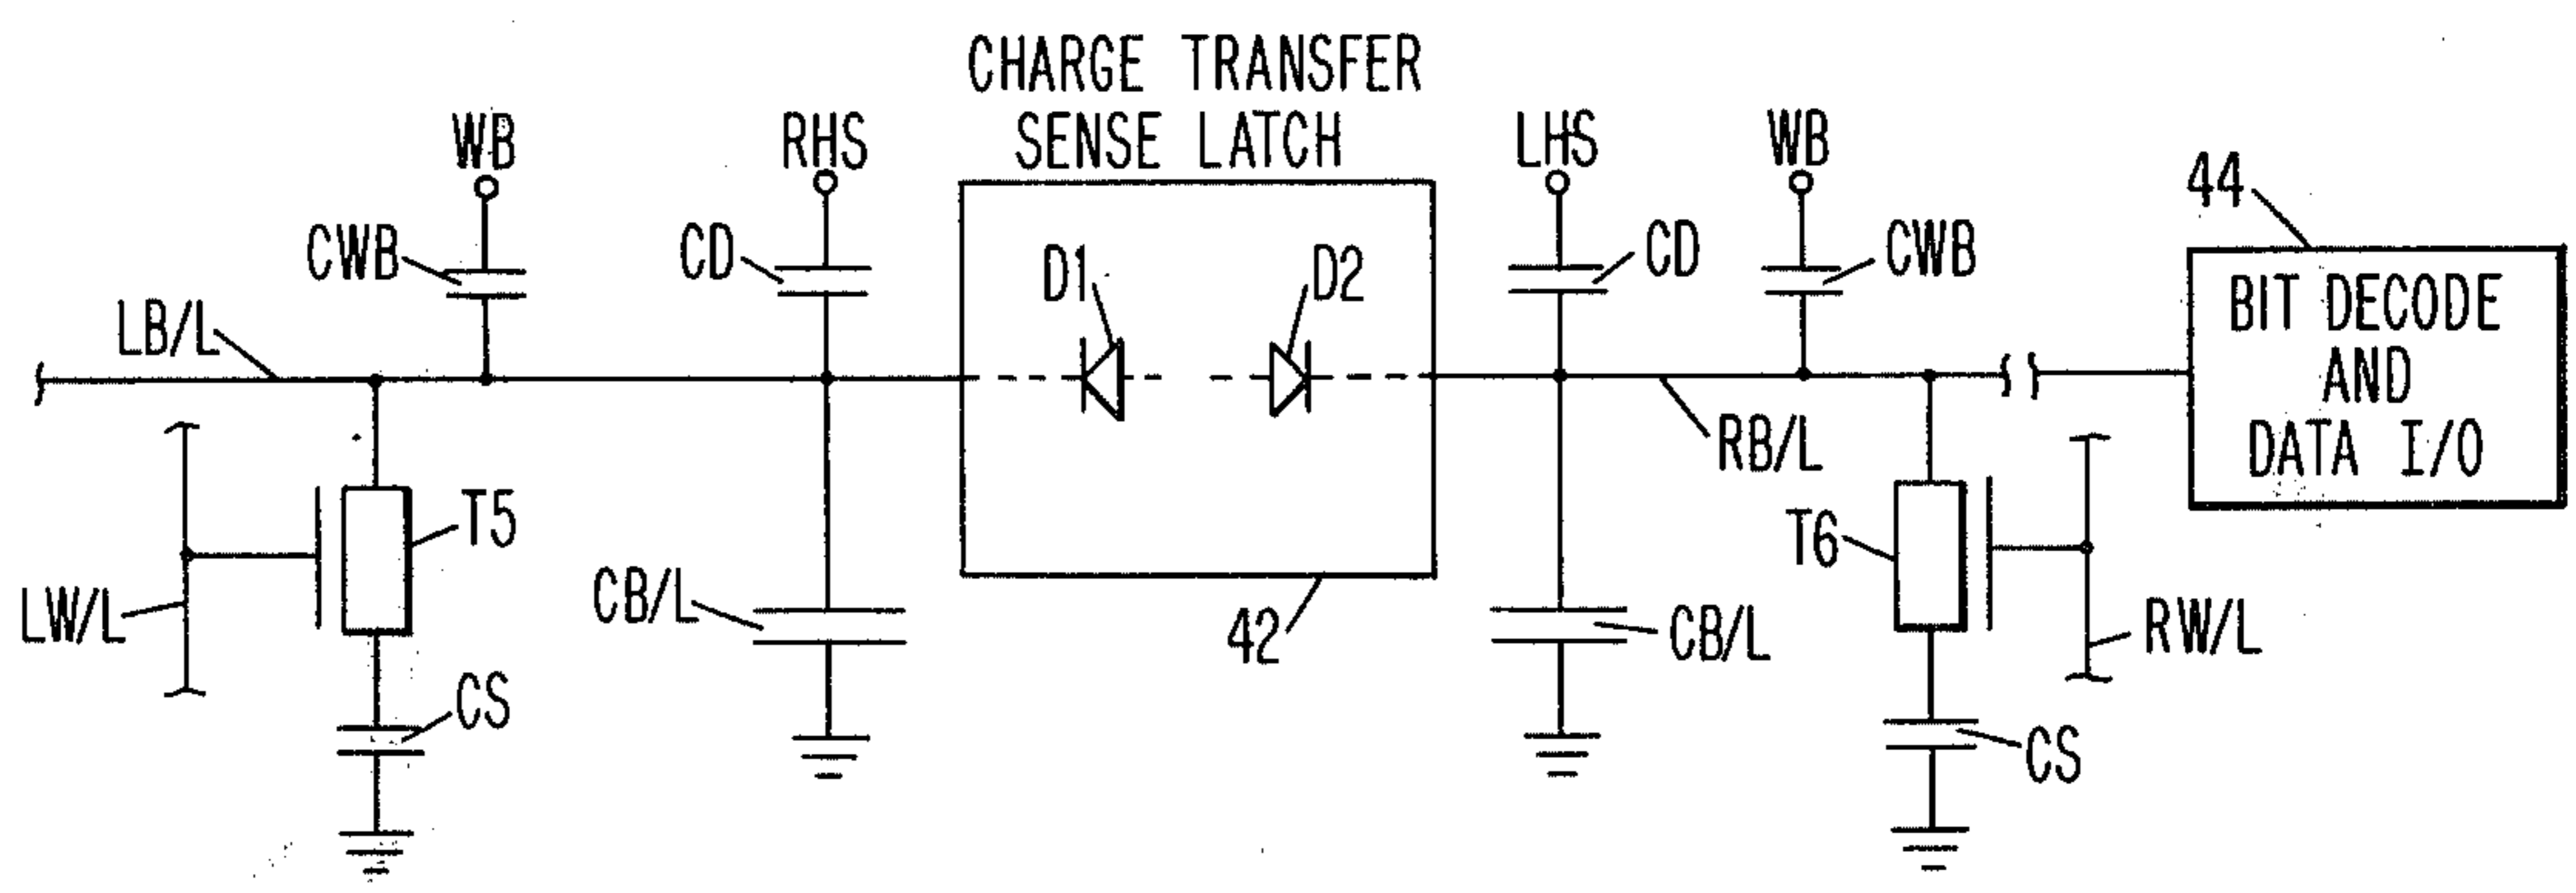 CHARGE TRANSFER
SENSE LATCH
WB
RHS
LHS
WB
44
CWB
CD
D1
D2
CD
CWB
BIT DECODE
AND
DATA I/O
LB/L
RB/L
T5
T6
LW/L
CB/L
42
CB/L
RW/L
CS
CS